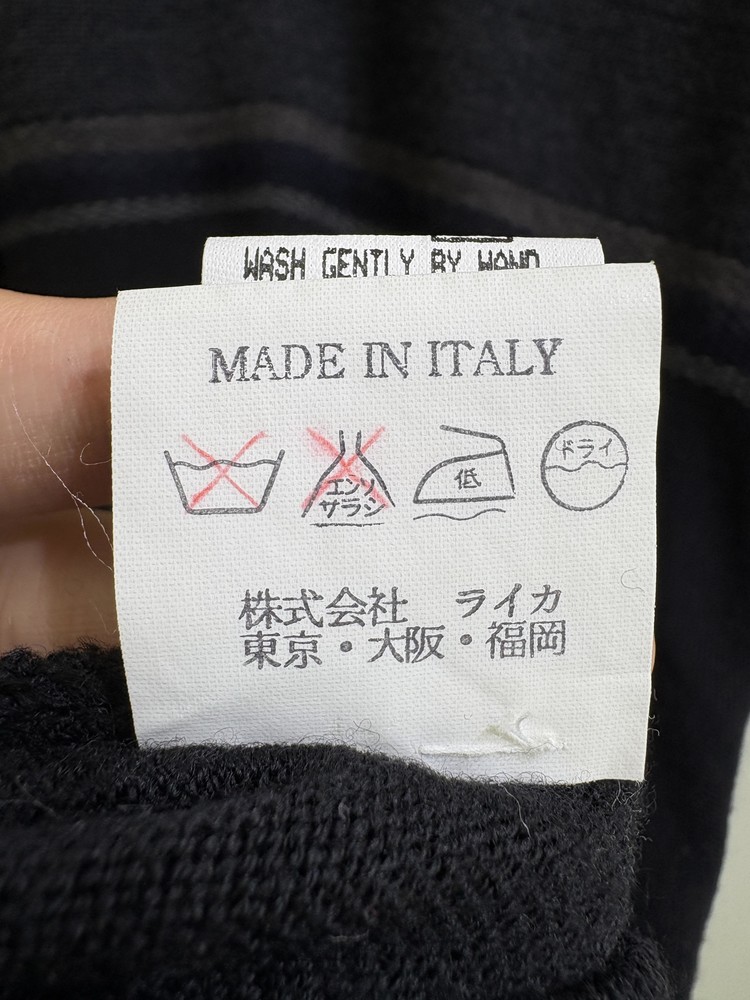 WASH GENTLY BY HAND
MADE IN ITALY
エンソ
サラシ
低
ドライ
株式会社 ライカ
東京・大阪・福岡